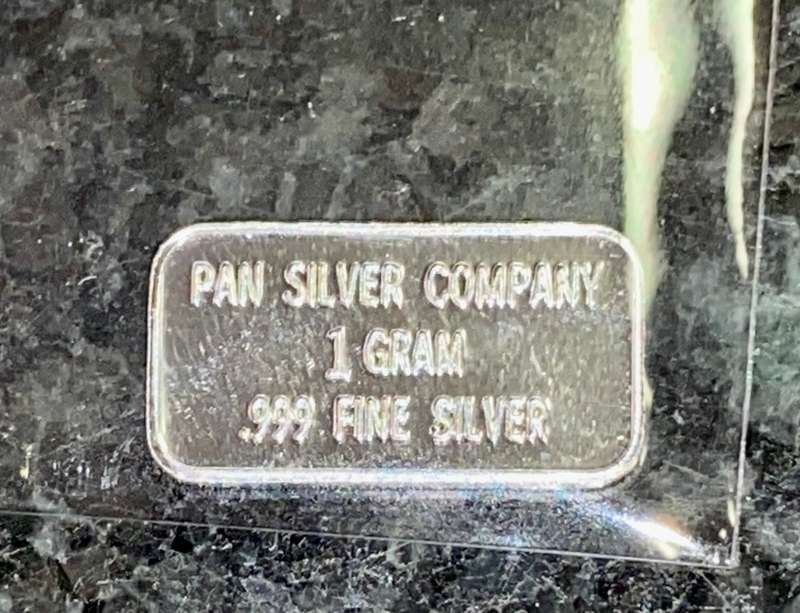 PAN SILVER COMPANY
1 GRAM
.999 FINE SILVER